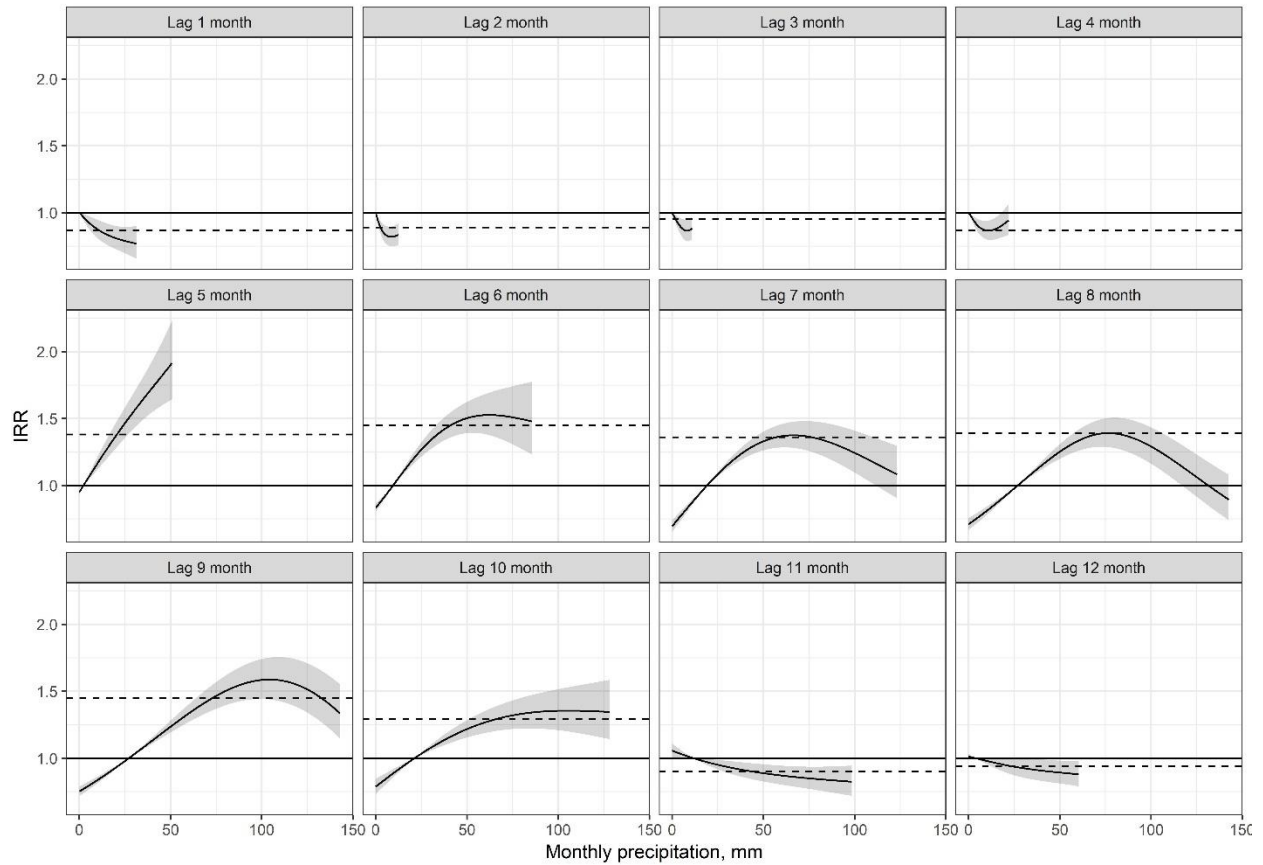 Lag 1 month Lag 2 month Lag 3 month Lag 4 month
2.0
1.5
1.0
Lag 5 month Lag 6 month Lag 7 month Lag 8 month
2.0
1.5
1.0
IRR
Lag 9 month Lag 10 month Lag 11 month Lag 12 month
2.0
1.5
1.0
0 50 100 150 0 50 100 150 0 50 100 150 0 50 100 150
Monthly precipitation, mm